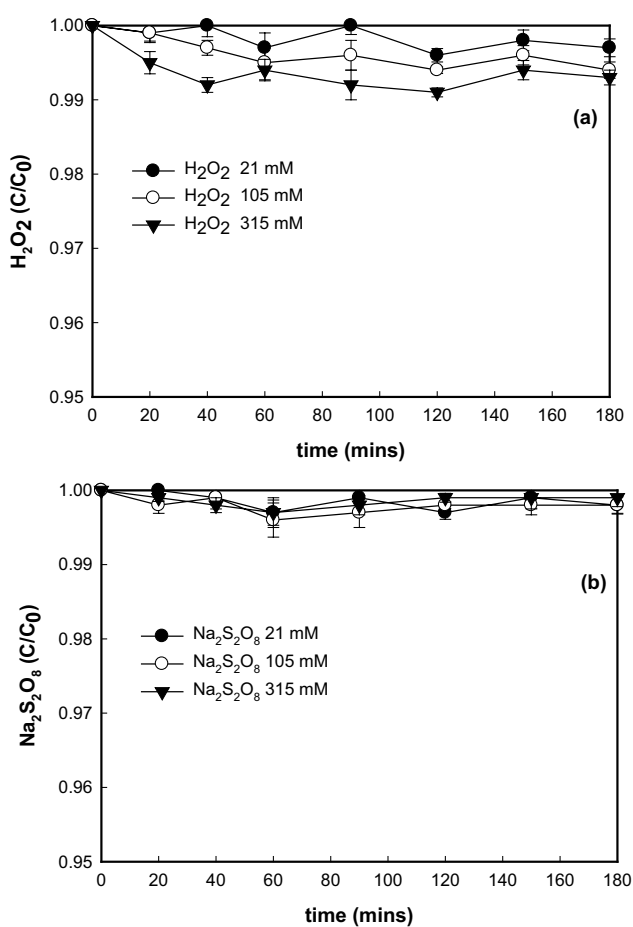 1.00
0.99
0.98
0.97
0.96
0.95
H₂O₂ (C/C0)
(a)
H₂O₂ 21 mM
H₂O₂ 105 mM
H₂O₂ 315 mM
0 20 40 60 80 100 120 140 160 180
time (mins)
1.00
0.99
0.98
0.97
0.96
0.95
Na₂S₂O₈ (C/C0)
(b)
Na₂S₂O₈ 21 mM
Na₂S₂O₈ 105 mM
Na₂S₂O₈ 315 mM
0 20 40 60 80 100 120 140 160 180
time (mins)